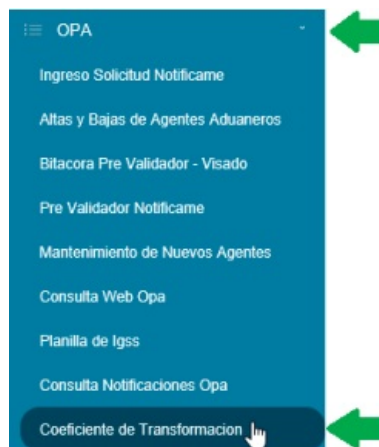 OPA
Ingreso Solicitud Notificame
Altas y Bajas de Agentes Aduaneros
Bitacora Pre Validador - Visado
Pre Validador Notificame
Mantenimiento de Nuevos Agentes
Consulta Web Opa
Planilla de Igss
Consulta Notificaciones Opa
Coeficiente de Transformacion